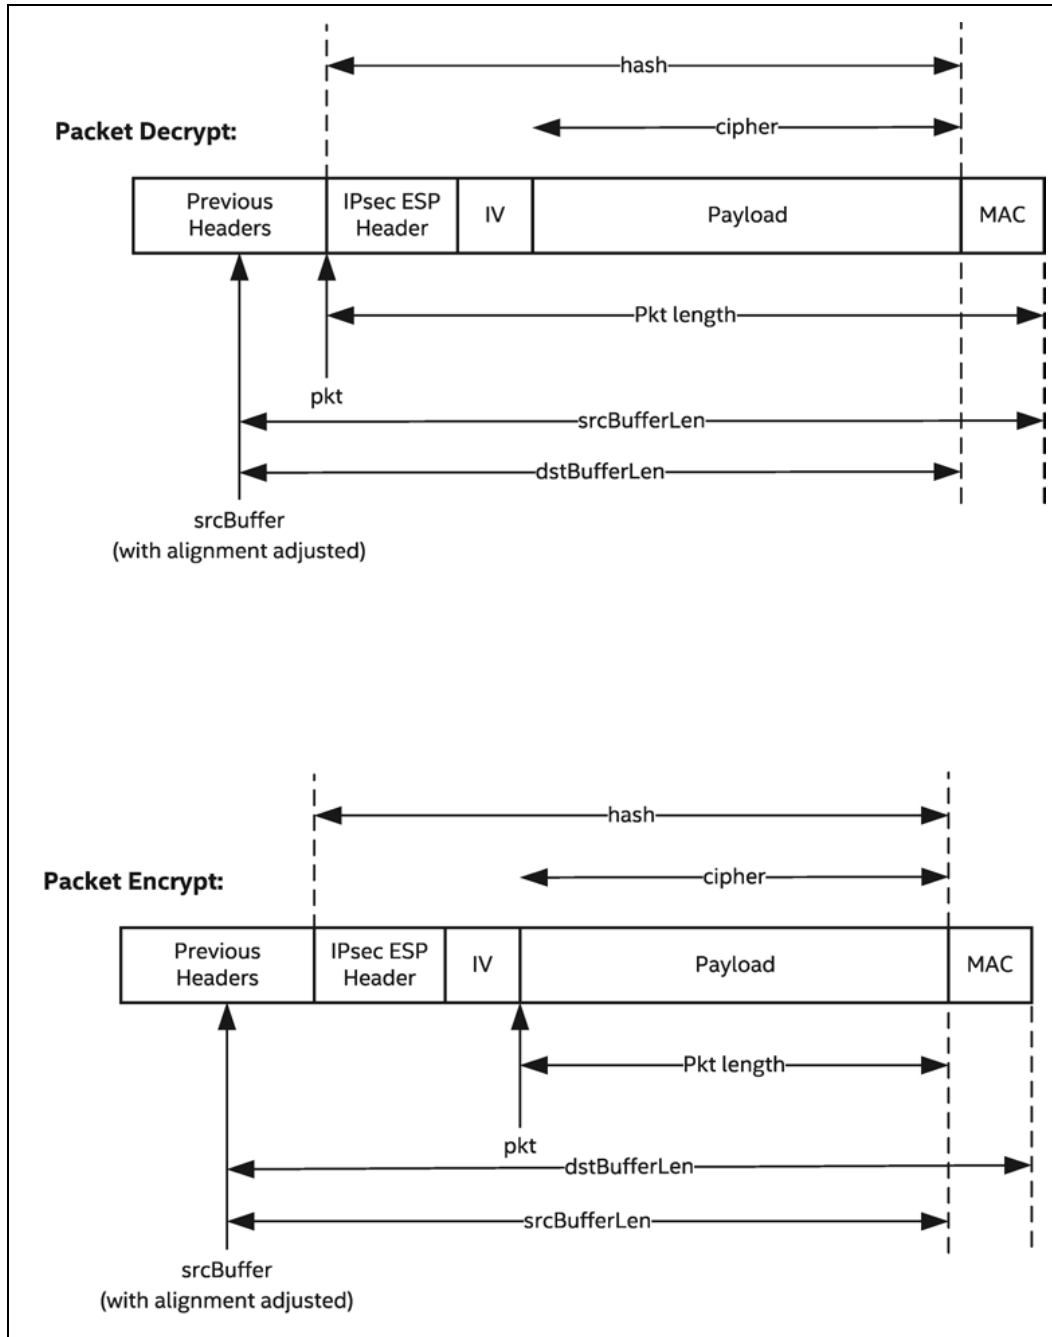 hash
Packet Decrypt:
cipher
Previous
Headers
IPsec ESP
Header
IV
Payload
MAC
Pkt length
pkt
srcBufferLen
dstBufferLen
srcBuffer
(with alignment adjusted)
hash
Packet Encrypt:
cipher
Previous
Headers
IPsec ESP
Header
IV
Payload
MAC
Pkt length
pkt
dstBufferLen
srcBufferLen
srcBuffer
(with alignment adjusted)